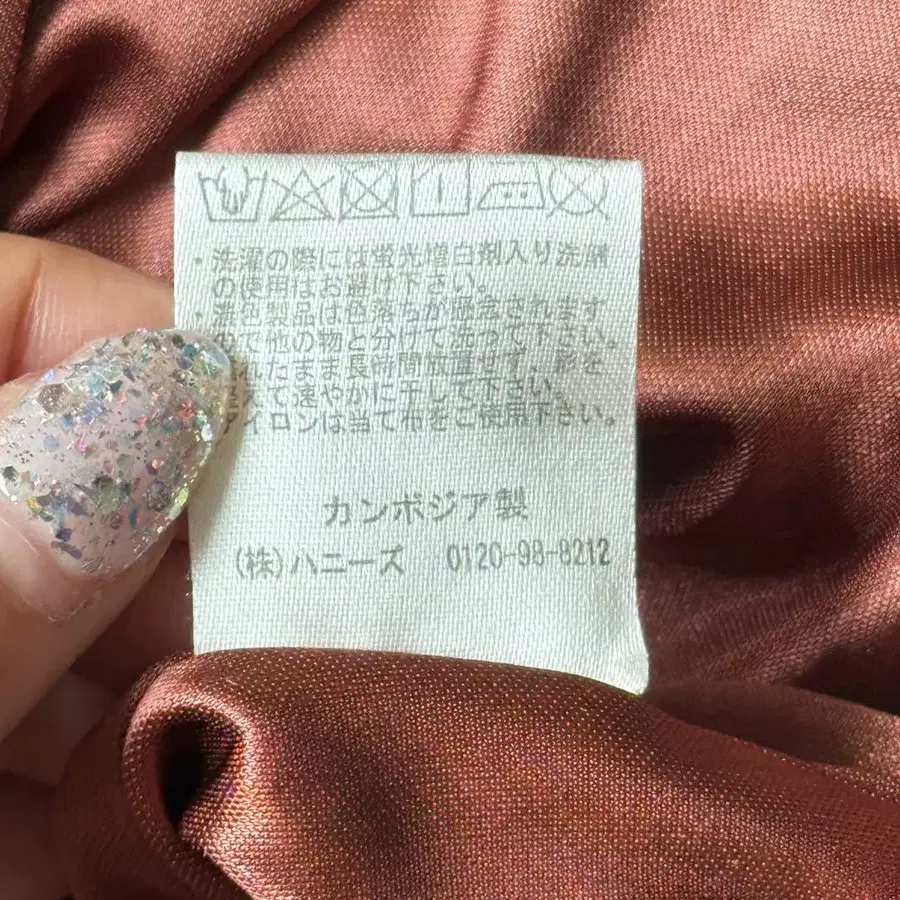 ・洗濯の際には蛍光増白剤入り洗剤
の使用はお避け下さい。
・濃色製品は色落ちが懸念されます
ので他の物と分けて洗って下さい。
たまま長時間放置せず、形を
えて速やかに干して下さい。
アイロンは当て布をご使用下さい。
カンボジア製
(株)ハニーズ 0120-98-8212